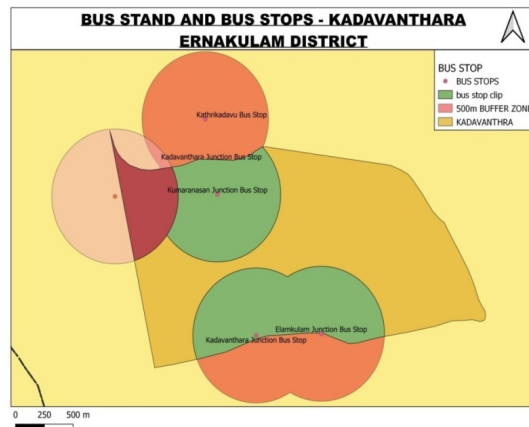 BUS STAND AND BUS STOPS - KADAVANTHARA
ERNAKULAM DISTRICT
BUS STOP
BUS STOPS
bus stop clip
500m BUFFER ZONE
KADAVANTHRA
Kathrikadavu Bus Stop
Kadavanthara Junction Bus Stop
Kumaranasan Junction Bus Stop
Elamkulam Junction Bus Stop
Kadavanthara Junction Bus Stop
0 250 500 m